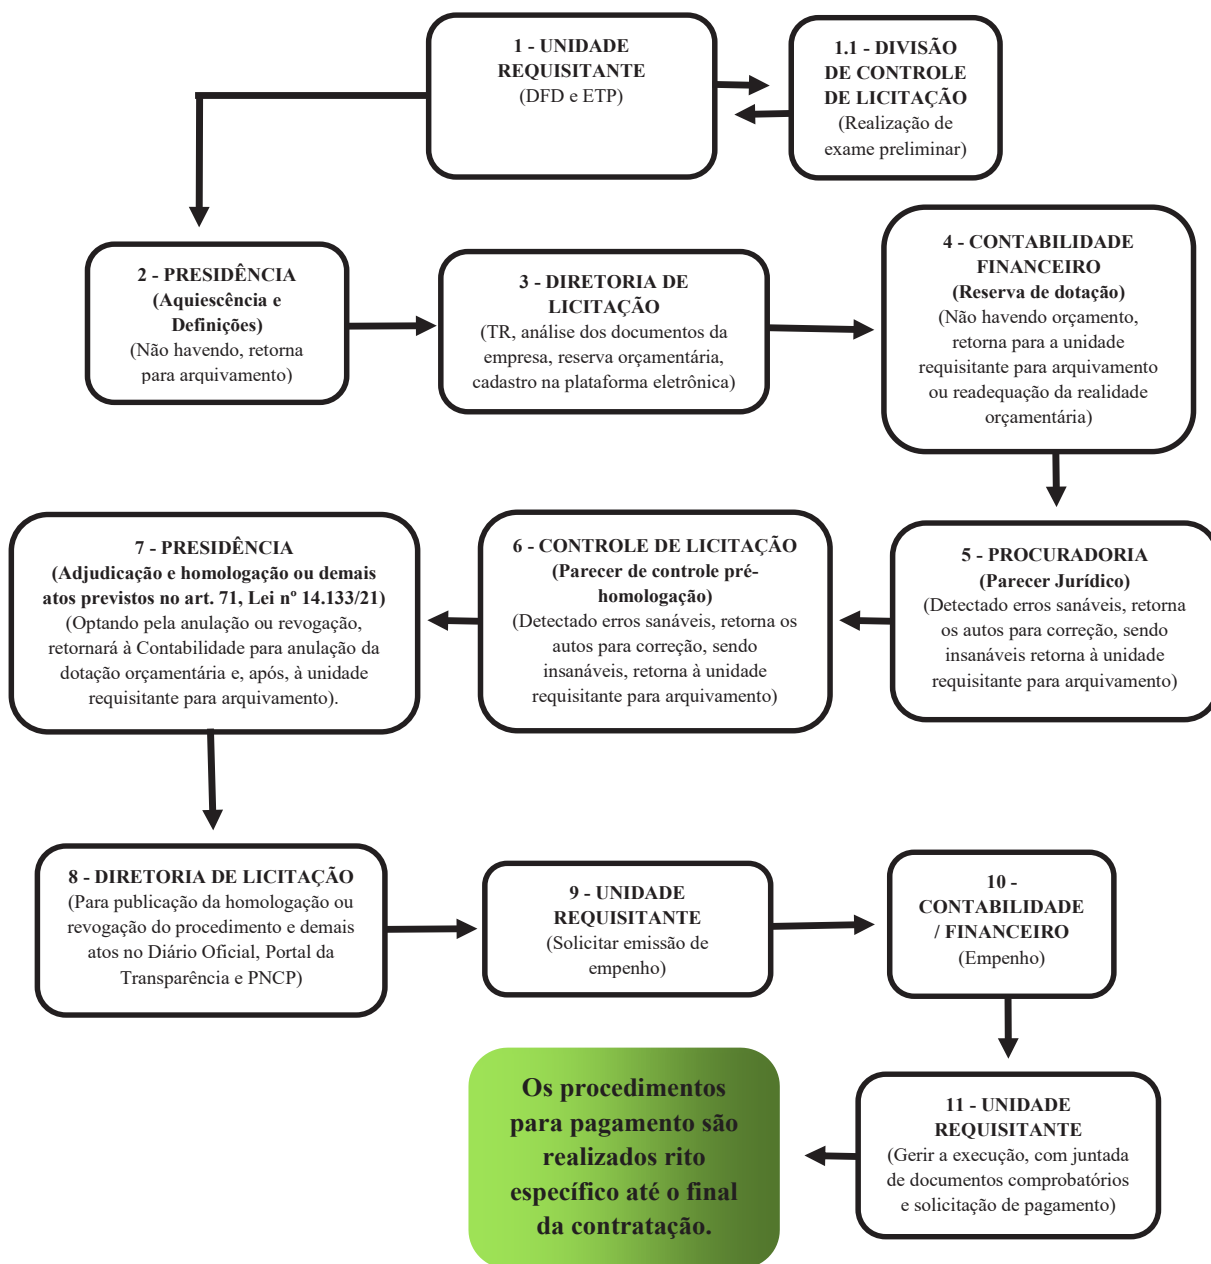 1 - UNIDADE
REQUISITANTE
(DFD e ETP)
1.1 - DIVISÃO
DE CONTROLE
DE LICITAÇÃO
(Realização de
exame preliminar)
2 - PRESIDÊNCIA
(Aquiescência e
Definições)
(Não havendo, retorna
para arquivamento)
3 - DIRETORIA DE
LICITAÇÃO
(TR, análise dos documentos da
empresa, reserva orçamentária,
cadastro na plataforma eletrônica)
4 - CONTABILIDADE
FINANCEIRO
(Reserva de dotação)
(Não havendo orçamento,
retorna para a unidade
requisitante para arquivamento
ou readequação da realidade
orçamentária)
5 - PROCURADORIA
(Parecer Jurídico)
(Detectado erros sanáveis, retorna
os autos para correção, sendo
insanáveis retorna à unidade
requisitante para arquivamento)
6 - CONTROLE DE LICITAÇÃO
(Parecer de controle pré-
homologação)
(Detectado erros sanáveis, retorna os
autos para correção, sendo
insanáveis, retorna à unidade
requisitante para arquivamento)
7 - PRESIDÊNCIA
(Adjudicação e homologação ou demais
atos previstos no art. 71, Lei nº 14.133/21)
(Optando pela anulação ou revogação,
retornará à Contabilidade para anulação da
dotação orçamentária e, após, à unidade
requisitante para arquivamento).
8 - DIRETORIA DE LICITAÇÃO
(Para publicação da homologação ou
revogação do procedimento e demais
atos no Diário Oficial, Portal da
Transparência e PNCP)
9 - UNIDADE
REQUISITANTE
(Solicitar emissão de
empenho)
10 -
CONTABILIDADE
/ FINANCEIRO
(Empenho)
11 - UNIDADE
REQUISITANTE
(Gerir a execução, com juntada
de documentos comprobatórios
e solicitação de pagamento)
Os procedimentos
para pagamento são
realizados rito
específico até o final
da contratação.